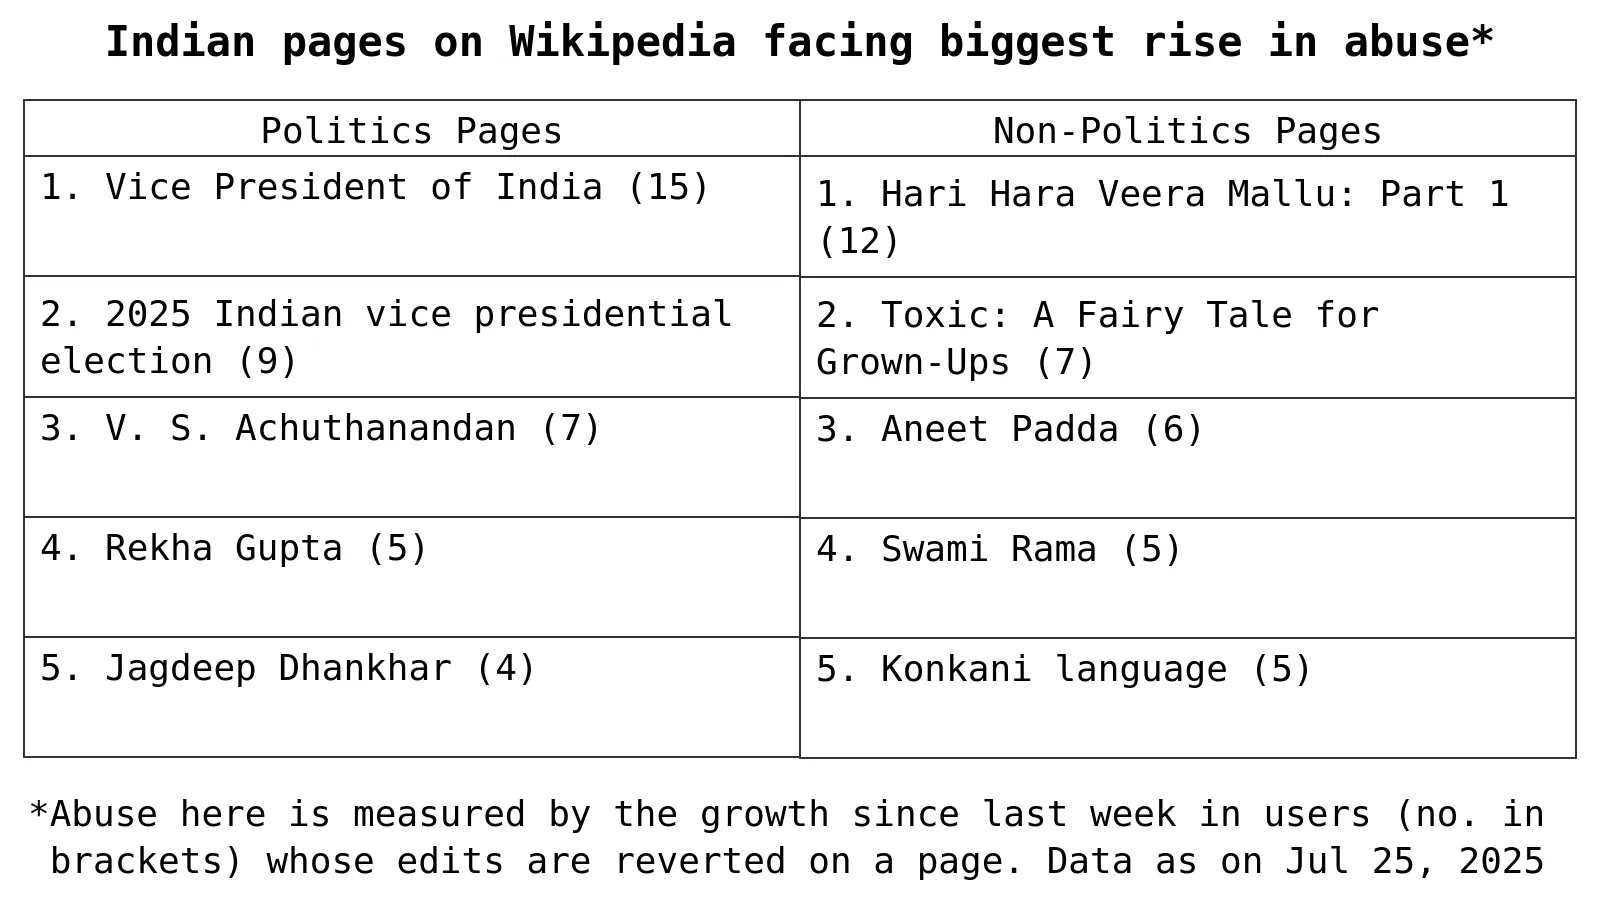 Indian pages on Wikipedia facing biggest rise in abuse*
Politics Pages
Non-Politics Pages
1. Vice President of India (15)
1. Hari Hara Veera Mallu: Part 1
(12)
2. 2025 Indian vice presidential
election (9)
2. Toxic: A Fairy Tale for
Grown-Ups (7)
3. V. S. Achuthanandan (7)
3. Aneet Padda (6)
4. Rekha Gupta (5)
4. Swami Rama (5)
5. Jagdeep Dhankhar (4)
5. Konkani language (5)
*Abuse here is measured by the growth since last week in users (no. in
brackets) whose edits are reverted on a page. Data as on Jul 25, 2025